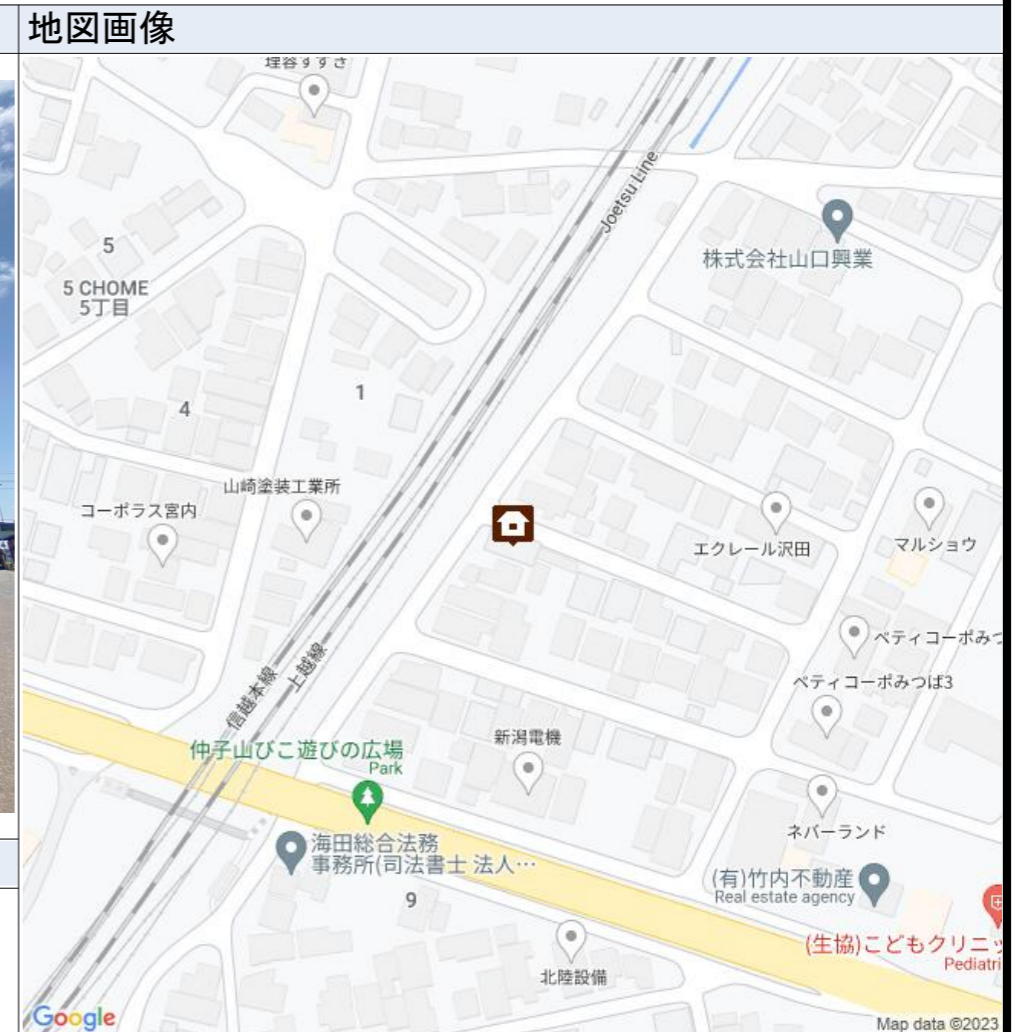 地図画像
理容すずき
Joetsu Line
株式会社山口興業
5
5 CHOME
5丁目
1
4
山崎塗装工業所
コーポラス宮内
エクレール沢田
マルショウ
ベティコーポみつ
ベティコーポみつば3
信越本線
上越線
新潟電機
仲子山びこ遊びの広場
Park
ネバーランド
海田総合法務
事務所(司法書士 法人…
(有)竹内不動産
Real estate agency
9
(生協)こどもクリニッ
Pediatri
北陸設備
Google
Map data ©2023